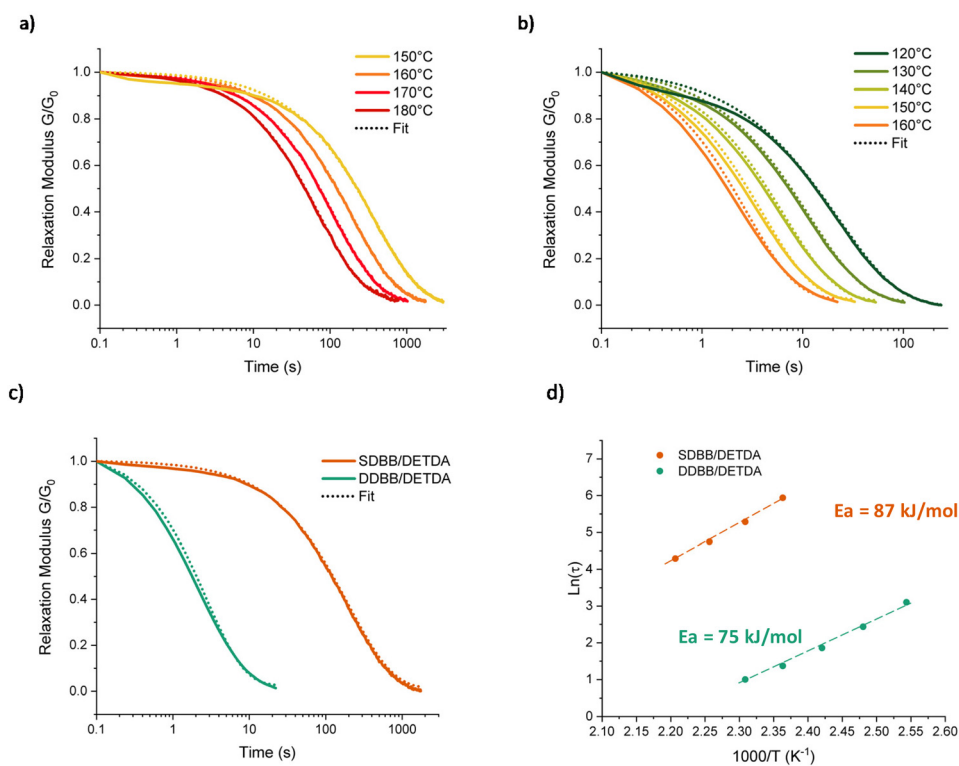 a)
150°C
160°C
170°C
180°C
Fit
1.0
0.8
0.6
0.4
0.2
0.0
Relaxation Modulus G/G0
0.1 1 10 100 1000
Time (s)
b)
120°C
130°C
140°C
150°C
160°C
Fit
1.0
0.8
0.6
0.4
0.2
0.0
Relaxation Modulus G/G0
0.1 1 10 100
Time (s)
c)
SDBB/DETDA
DDBB/DETDA
Fit
1.0
0.8
0.6
0.4
0.2
0.0
Relaxation Modulus G/G0
0.1 1 10 100 1000
Time (s)
d)
SDBB/DETDA
DDBB/DETDA
Ea = 87 kJ/mol
Ea = 75 kJ/mol
7
6
5
4
3
2
1
0
Ln(τ)
2.10 2.15 2.20 2.25 2.30 2.35 2.40 2.45 2.50 2.55 2.60
1000/T (K-1)